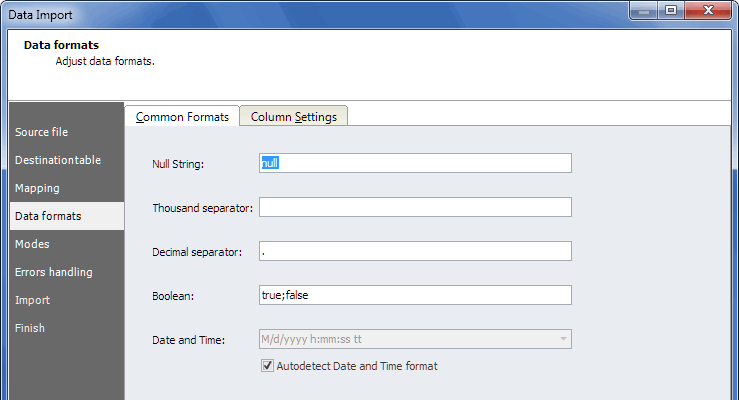 Data Import
Data formats
Adjust data formats.
Source file
Destinationtable
Mapping
Data formats
Modes
Errors handling
Import
Finish
Common Formats
Column Settings
Null String: null
Thousand separator:
Decimal separator: .
Boolean: true;false
Date and Time: M/d/yyyy h:mm:ss tt
Autodetect Date and Time format